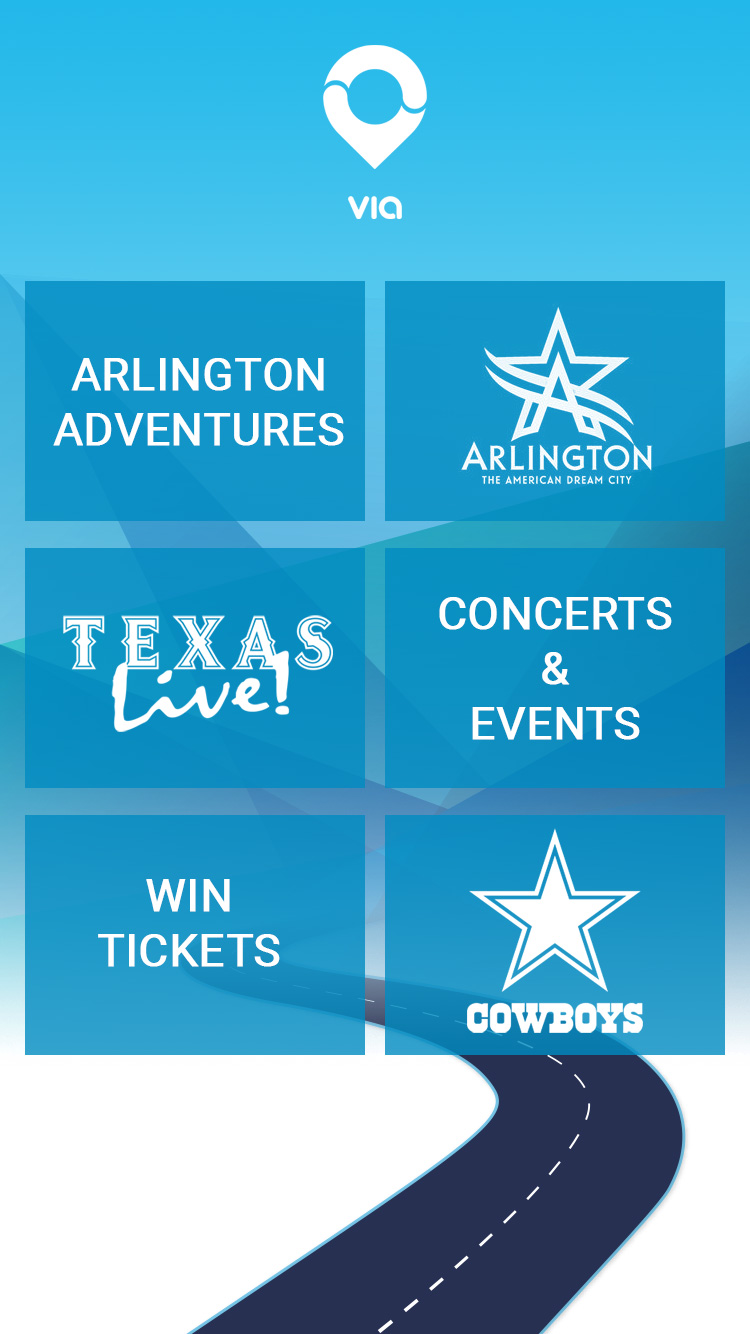 via
ARLINGTON
ADVENTURES
ARLINGTON
THE AMERICAN DREAM CITY
TEXAS
Live!
CONCERTS
&
EVENTS
WIN
TICKETS
COWBOYS